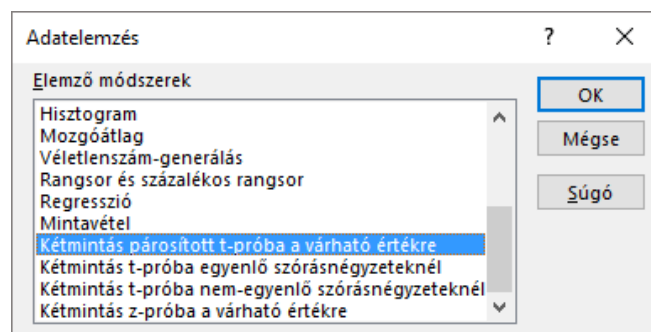 Adatelemzés ? ×
Elemző módszerek
Hisztogram
Mozgóátlag
Véletlenszám-generálás
Rangsor és százalékos rangsor
Regresszió
Mintavétel
Kétmintás párosított t-próba a várható értékre
Kétmintás t-próba egyenlő szórásnégyzeteknél
Kétmintás t-próba nem-egyenlő szórásnégyzeteknél
Kétmintás z-próba a várható értékre
OK
Mégse
Súgó